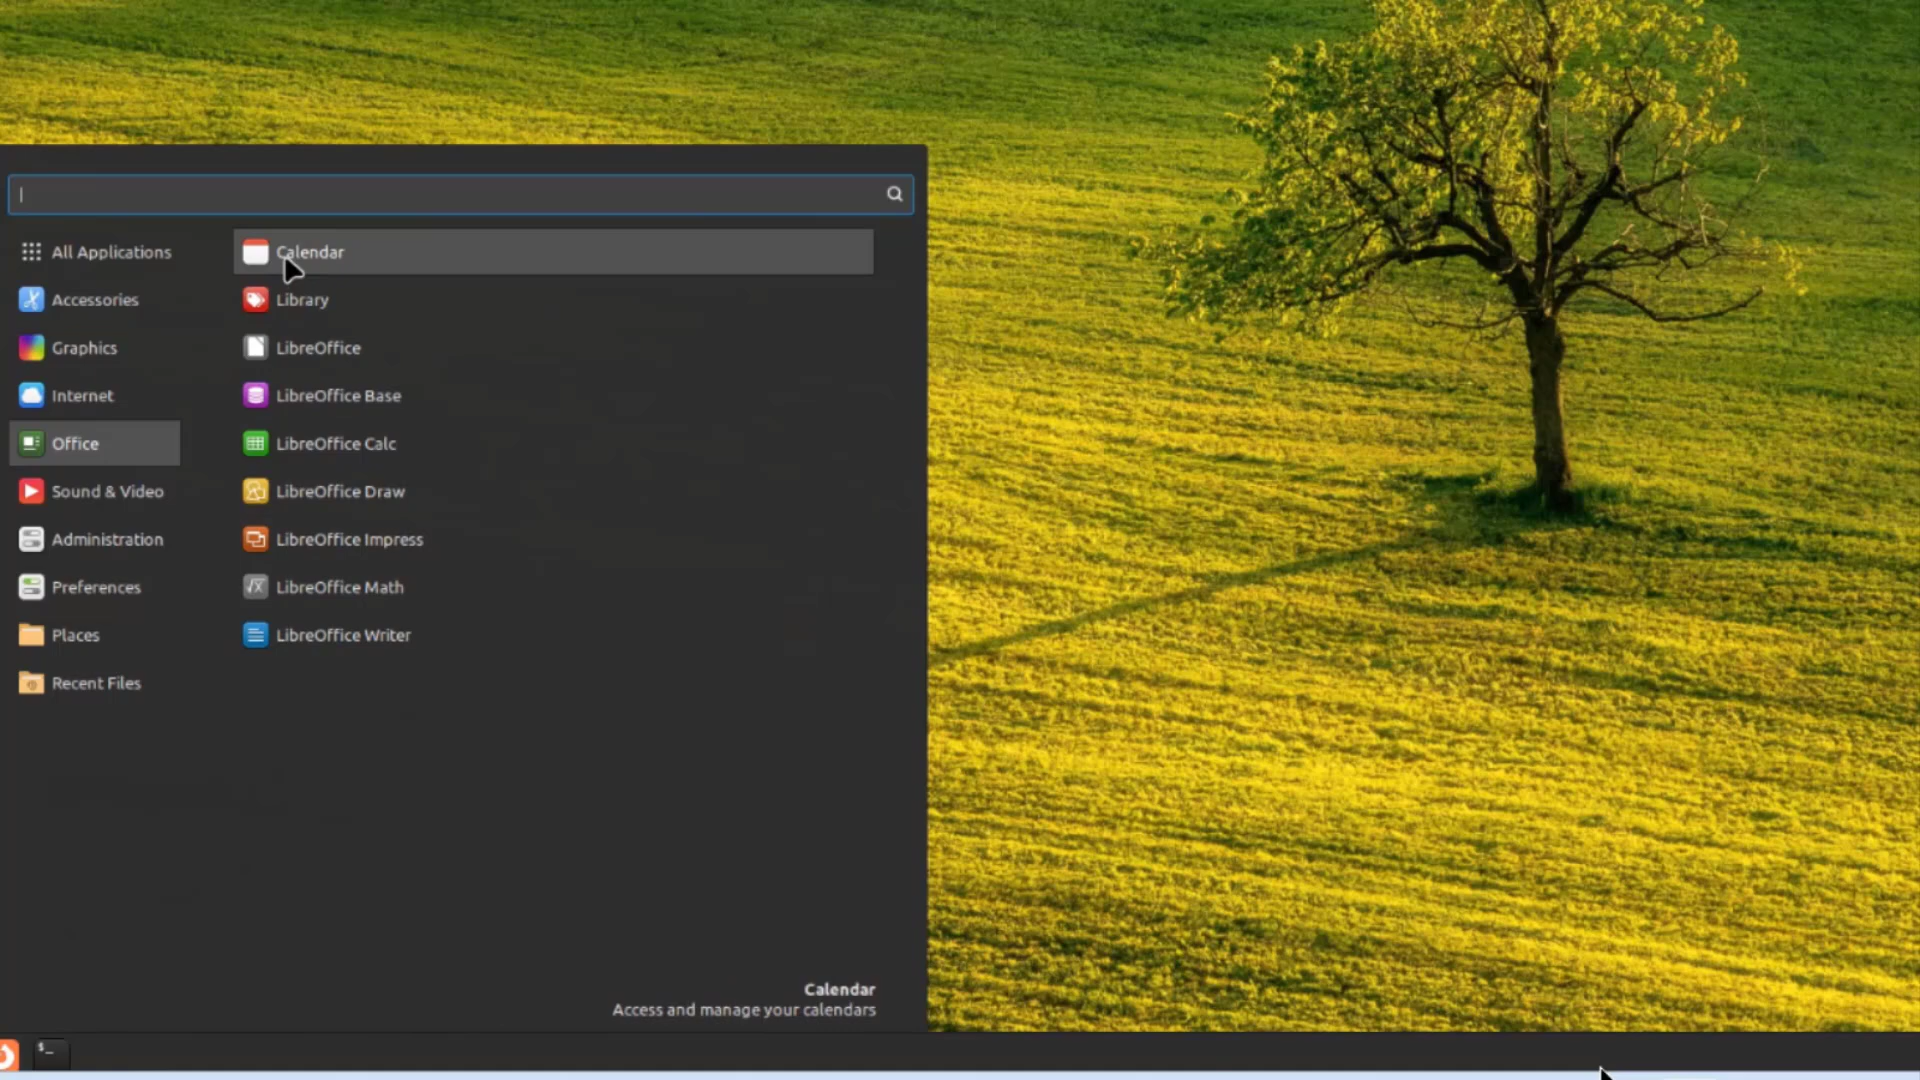 All Applications
Accessories
Graphics
Internet
Office
Sound & Video
Administration
Preferences
Places
Recent Files
Calendar
Library
LibreOffice
LibreOffice Base
LibreOffice Calc
LibreOffice Draw
LibreOffice Impress
LibreOffice Math
LibreOffice Writer
Calendar
Access and manage your calendars
$_